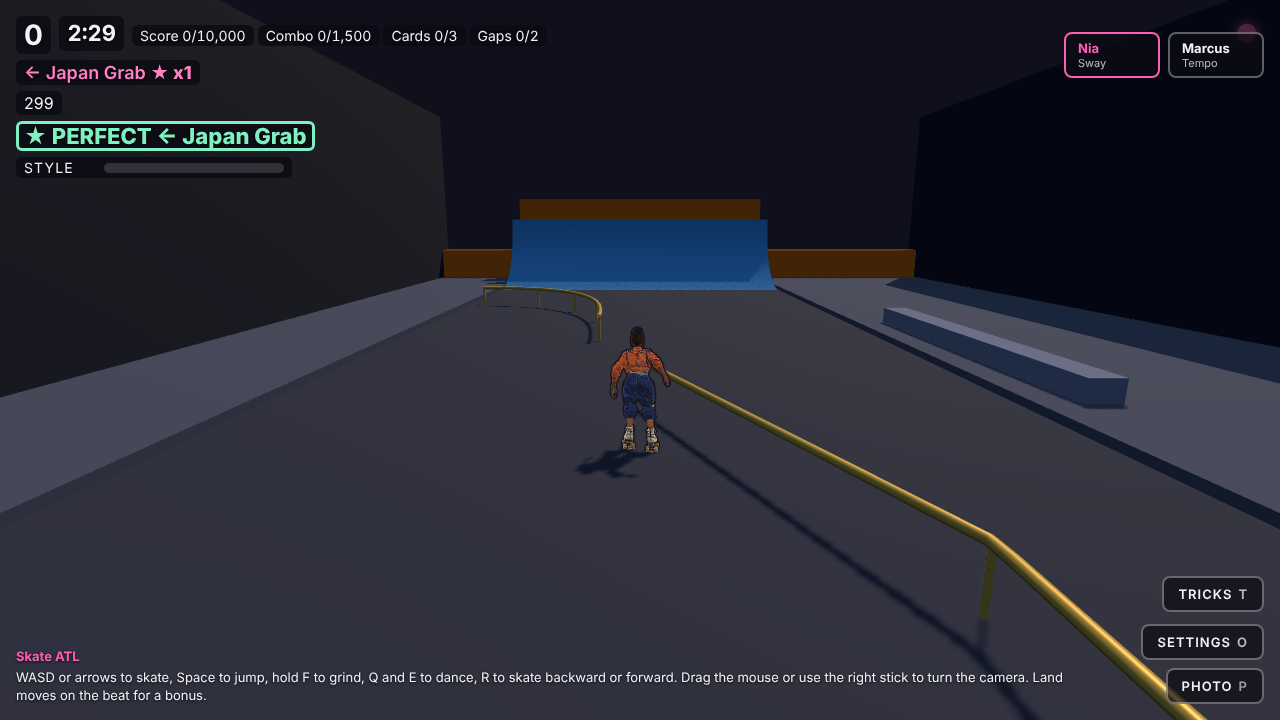 0 2:29 Score 0/10,000 Combo 0/1,500 Cards 0/3 Gaps 0/2
← Japan Grab ★ x1
299
★ PERFECT ← Japan Grab
STYLE
Nia
Sway
Marcus
Tempo
TRICKS T
SETTINGS O
PHOTO P
Skate ATL
WASD or arrows to skate, Space to jump, hold F to grind, Q and E to dance, R to skate backward or forward. Drag the mouse or use the right stick to turn the camera. Land
moves on the beat for a bonus.